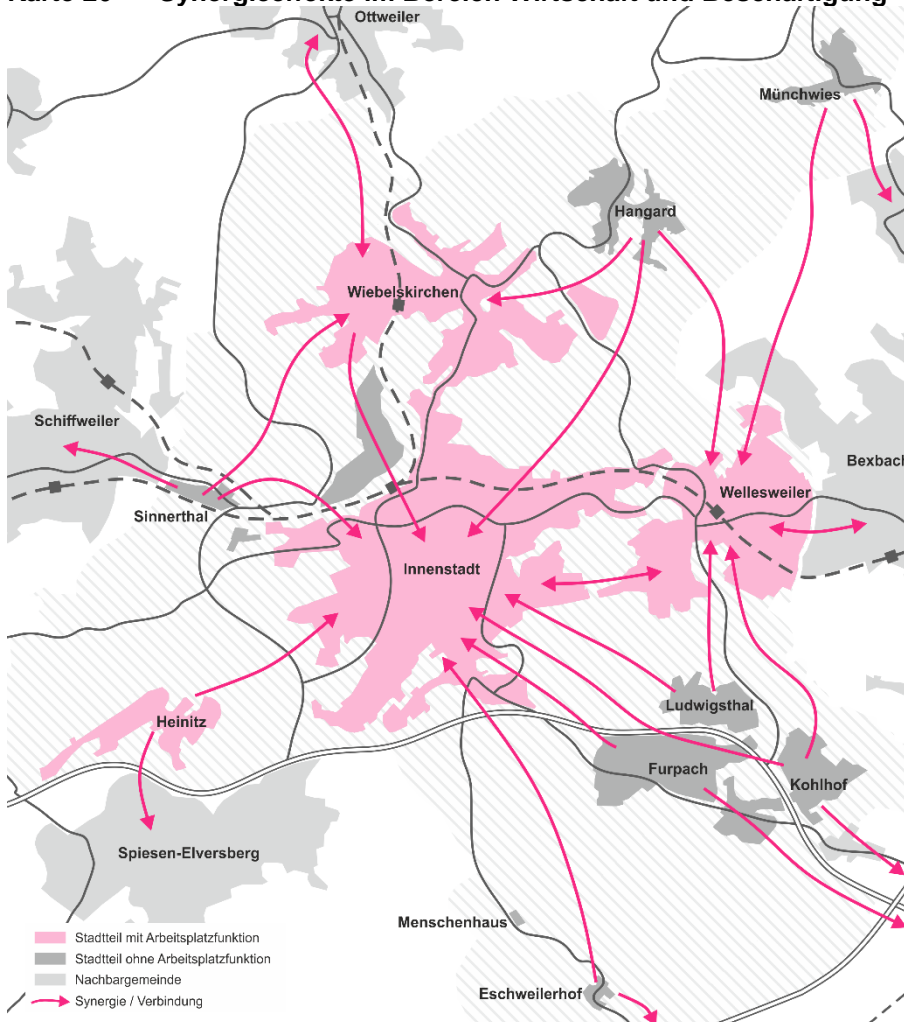 Ottweiler
Münchwies
Hangard
Wiebelskirchen
Schiffweiler
Bexbach
Wellesweiler
Sinnerthal
Innenstadt
Ludwigsthal
Heinitz
Furpach
Kohlhof
Spiesen-Elversberg
Menschenhaus
Eschweilerhof
Stadtteil mit Arbeitsplatzfunktion
Stadtteil ohne Arbeitsplatzfunktion
Nachbargemeinde
Synergie / Verbindung